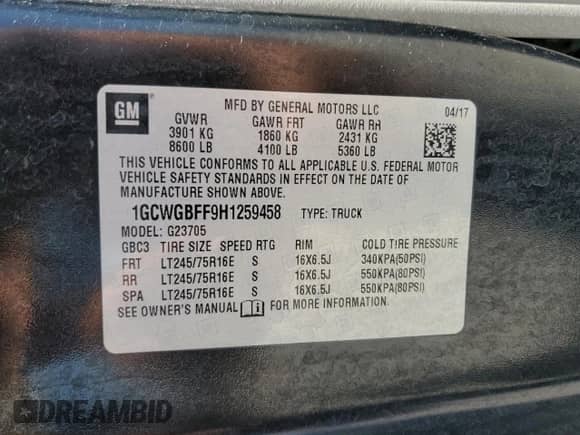 GM
MFD BY GENERAL MOTORS LLC 04/17
GVWR GAWR FRT GAWR RH
3901 KG 1860 KG 2431 KG
8600 LB 4100 LB 5360 LB
THIS VEHICLE CONFORMS TO ALL APPLICABLE U.S. FEDERAL MOTOR
VEHICLE SAFETY STANDARDS IN EFFECT ON THE DATE OF
MANUFACTURE SHOWN ABOVE.
1GCWGBFF9H1259458 TYPE: TRUCK
MODEL: G23705
GBC3 TIRE SIZE SPEED RTG RIM COLD TIRE PRESSURE
FRT LT245/75R16E S 16X6.5J 340KPA(50PSI)
RR LT245/75R16E S 16X6.5J 550KPA(80PSI)
SPA LT245/75R16E S 16X6.5J 550KPA(80PSI)
SEE OWNER'S MANUAL FOR MORE INFORMATION.
DREAMBID